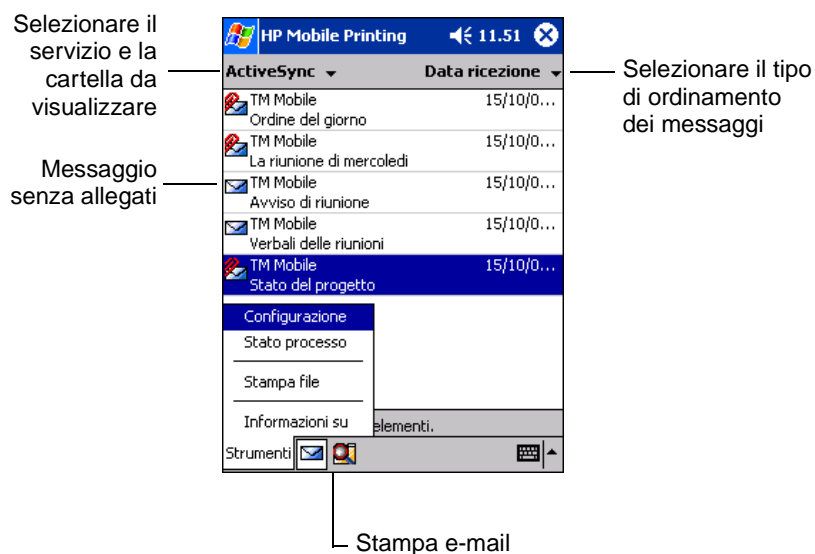 Selezionare il
servizio e la
cartella da
visualizzare
HP Mobile Printing 11.51
ActiveSync Data ricezione
Selezionare il tipo
di ordinamento
dei messaggi
TM Mobile 15/10/0...
Ordine del giorno
TM Mobile 15/10/0...
La riunione di mercoledi
Messaggio
senza allegati
TM Mobile 15/10/0...
Avviso di riunione
TM Mobile 15/10/0...
Verbali delle riunioni
TM Mobile 15/10/0...
Stato del progetto
Configurazione
Stato processo
Stampa file
Informazioni su
elementi.
Strumenti
Stampa e-mail